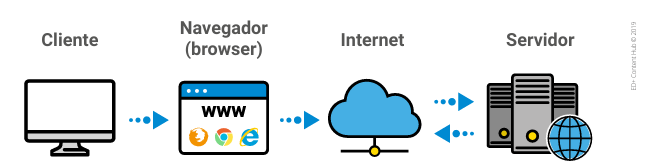 Cliente
Navegador
(browser)
Internet
Servidor
www
ED+ Content Hub © 2019